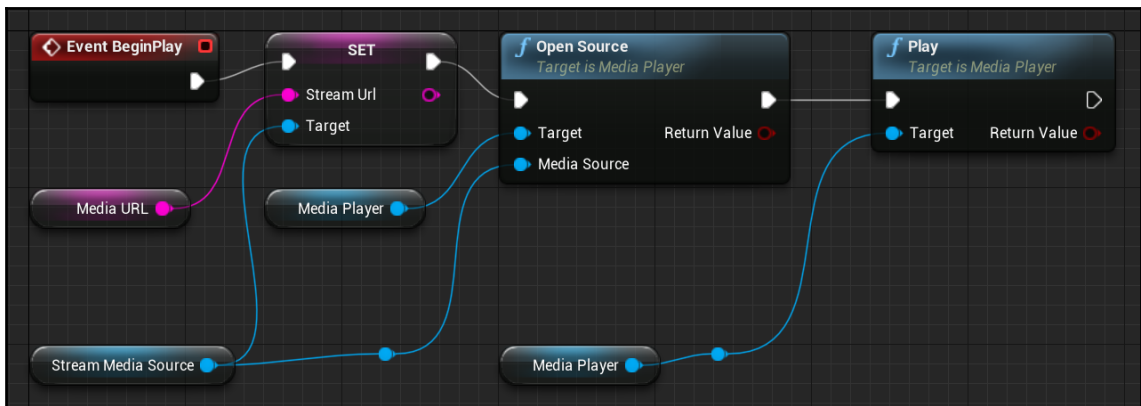 Event BeginPlay
SET
Stream Url
Target
Open Source
Target is Media Player
Target
Return Value
Media Source
Play
Target is Media Player
Target
Return Value
Media URL
Media Player
Stream Media Source
Media Player